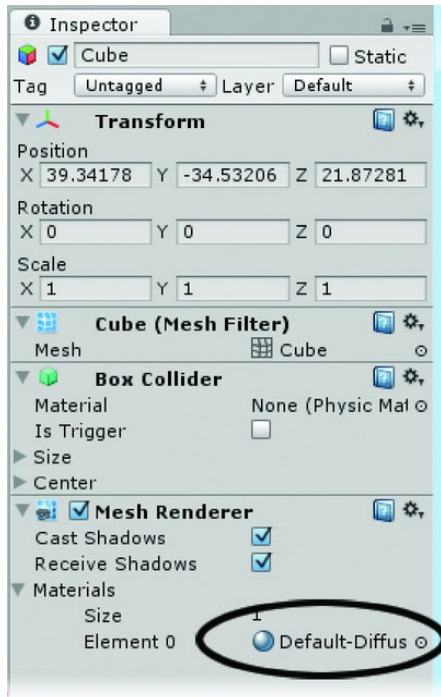 Inspector
Cube Static
Tag Untagged Layer Default
Transform
Position
X 39.34178 Y -34.53206 Z 21.87281
Rotation
X 0 Y 0 Z 0
Scale
X 1 Y 1 Z 1
Cube (Mesh Filter)
Mesh Cube
Box Collider
Material None (Physic Mat
Is Trigger
Size
Center
Mesh Renderer
Cast Shadows
Receive Shadows
Materials
Size 1
Element 0 Default-Diffus